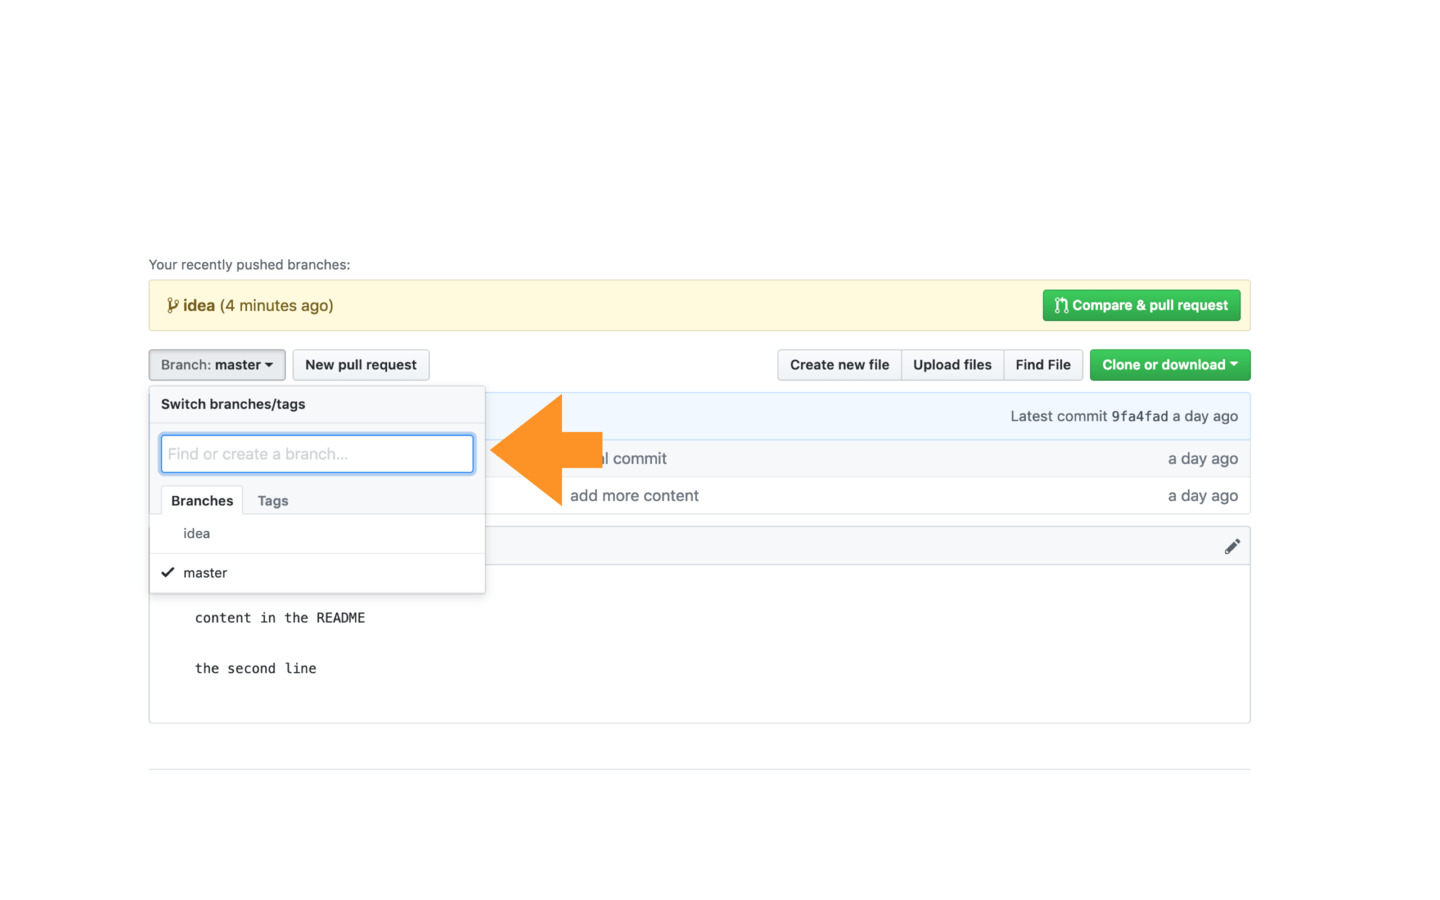 Your recently pushed branches:
idea (4 minutes ago)
Compare & pull request
Branch: master
New pull request
Create new file
Upload files
Find File
Clone or download
Switch branches/tags
Latest commit 9fa4fad a day ago
Find or create a branch...
commit
a day ago
Branches
Tags
add more content
a day ago
idea
master
content in the README
the second line